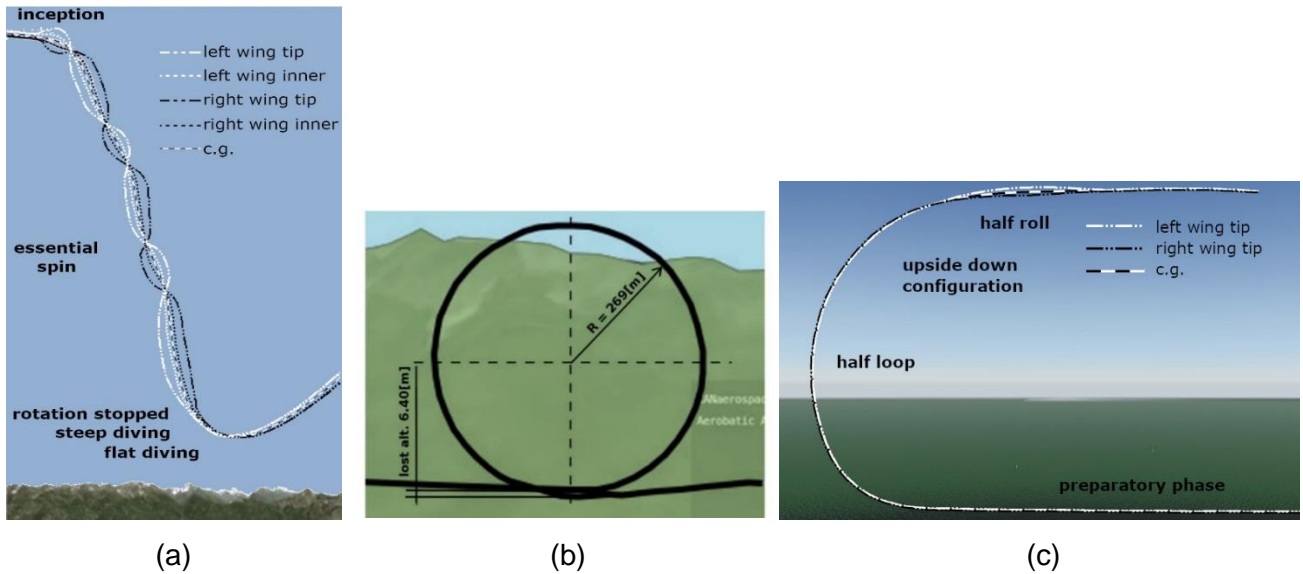 inception
left wing tip
left wing inner
right wing tip
right wing inner
c.g.
essential
spin
rotation stopped
steep diving
flat diving
(a)
R = 269[m]
lost alt. 6.40[m]
Aerobatic A
(b)
half roll
left wing tip
right wing tip
c.g.
upside down
configuration
half loop
preparatory phase
(c)